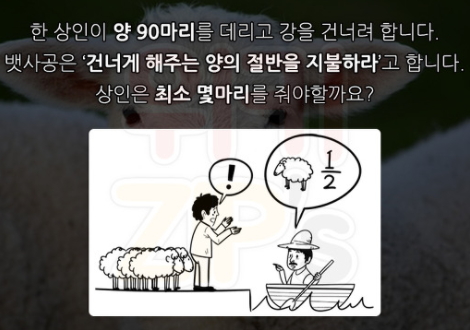 한 상인이 양 90마리를 데리고 강을 건너려 합니다.
뱃사공은 '건너게 해주는 양의 절반을 지불하라'고 합니다.
상인은 최소 몇마리를 줘야할까요?
!
1
2